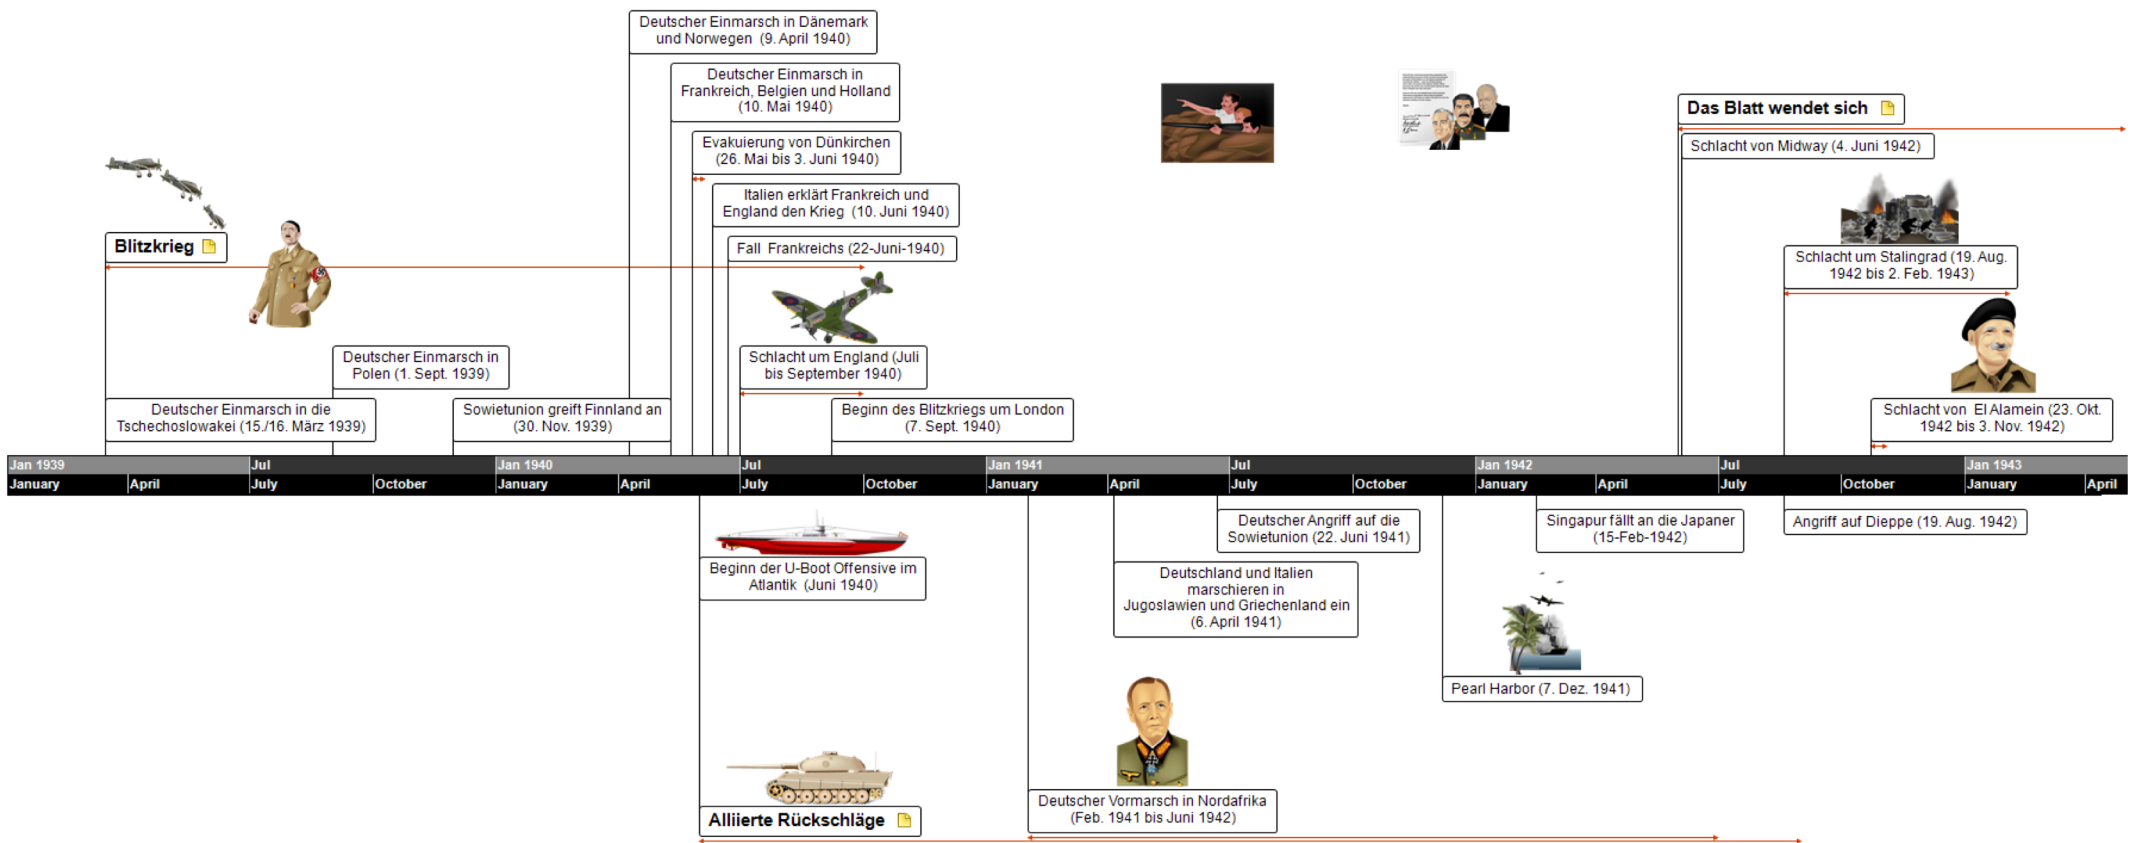 Deutscher Einmarsch in Dänemark
und Norwegen (9. April 1940)
Deutscher Einmarsch in
Frankreich, Belgien und Holland
(10. Mai 1940)
Evakuierung von Dünkirchen
(26. Mai bis 3. Juni 1940)
Italien erklärt Frankreich und
England den Krieg (10. Juni 1940)
Fall Frankreichs (22-Juni-1940)
Blitzkrieg
Das Blatt wendet sich
Schlacht von Midway (4. Juni 1942)
Schlacht um Stalingrad (19. Aug.
1942 bis 2. Feb. 1943)
Deutscher Einmarsch in
Polen (1. Sept. 1939)
Schlacht um England (Juli
bis September 1940)
Deutscher Einmarsch in die
Tschechoslowakei (15./16. März 1939)
Sowietunion greift Finnland an
(30. Nov. 1939)
Beginn des Blitzkriegs um London
(7. Sept. 1940)
Schlacht von El Alamein (23. Okt.
1942 bis 3. Nov. 1942)
Jan 1939 Jul Jan 1940 Jul Jan 1941 Jul Jan 1942 Jul Jan 1943
January April July October January April July October January April July October January April July October January April
Beginn der U-Boot Offensive im
Atlantik (Juni 1940)
Deutscher Angriff auf die
Sowietunion (22. Juni 1941)
Singapur fällt an die Japaner
(15-Feb-1942)
Angriff auf Dieppe (19. Aug. 1942)
Deutschland und Italien
marschieren in
Jugoslawien und Griechenland ein
(6. April 1941)
Pearl Harbor (7. Dez. 1941)
Deutscher Vormarsch in Nordafrika
(Feb. 1941 bis Juni 1942)
Alliierte Rückschläge